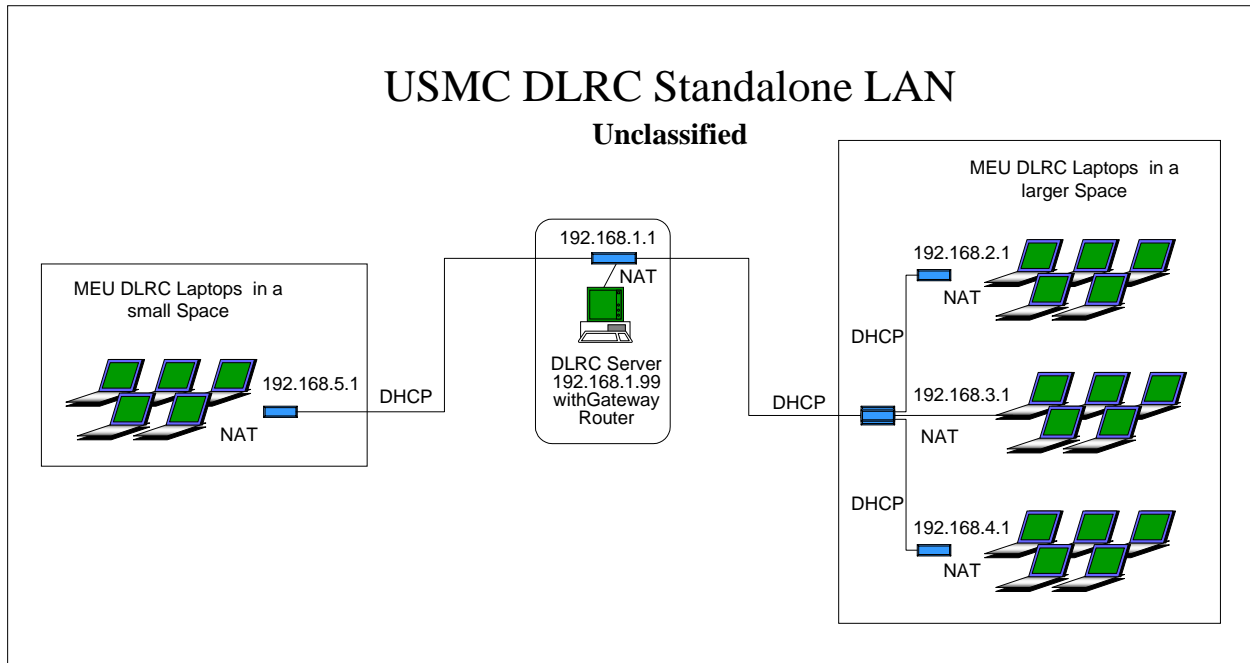 USMC DLRC Standalone LAN
Unclassified
MEU DLRC Laptops in a
small Space
192.168.5.1
NAT
DHCP
192.168.1.1
NAT
DLRC Server
192.168.1.99
withGateway
Router
DHCP
MEU DLRC Laptops in a
larger Space
192.168.2.1
NAT
DHCP
192.168.3.1
NAT
DHCP
192.168.4.1
NAT